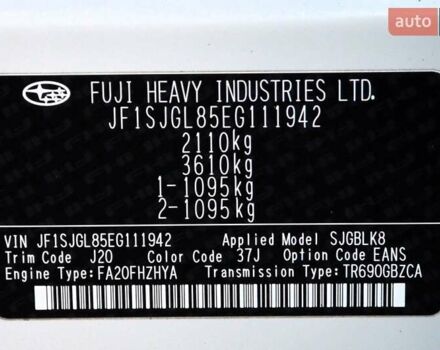 auto
FUJI HEAVY INDUSTRIES LTD.
JF1SJGL85EG111942
2110kg
3610kg
1-1095kg
2-1095kg
VIN JF1SJGL85EG111942 Applied Model SJGBLK8
Trim Code J20 Color Code 37J Option Code EANS
Engine Type:FA20FHZHYA Transmission Type:TR690GBZCA